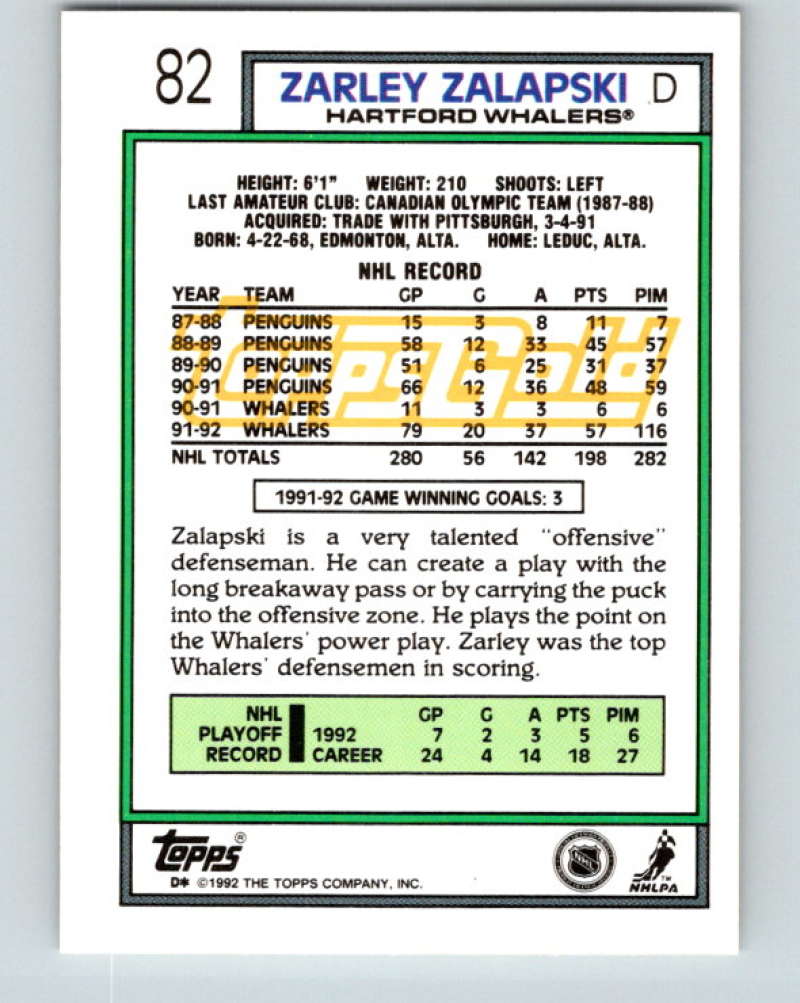 82
ZARLEY ZALAPSKI D
HARTFORD WHALERS®
HEIGHT: 6'1" WEIGHT: 210 SHOOTS: LEFT
LAST AMATEUR CLUB: CANADIAN OLYMPIC TEAM (1987-88)
ACQUIRED: TRADE WITH PITTSBURGH, 3-4-91
BORN: 4-22-68, EDMONTON, ALTA. HOME: LEDUC, ALTA.
NHL RECORD
YEAR TEAM GP G A PTS PIM
87-88 PENGUINS 15 3 8 11 7
88-89 PENGUINS 58 12 33 45 57
89-90 PENGUINS 51 6 25 31 37
90-91 PENGUINS 66 12 36 48 59
90-91 WHALERS 11 3 3 6 6
91-92 WHALERS 79 20 37 57 116
NHL TOTALS 280 56 142 198 282
ToppsGold
1991-92 GAME WINNING GOALS: 3
Zalapski is a very talented "offensive"
defenseman. He can create a play with the
long breakaway pass or by carrying the puck
into the offensive zone. He plays the point on
the Whalers' power play. Zarley was the top
Whalers' defensemen in scoring.
NHL GP G A PTS PIM
PLAYOFF 1992 7 2 3 5 6
RECORD CAREER 24 4 14 18 27
Topps®
D* ©1992 THE TOPPS COMPANY, INC.
NHL
NHLPA™